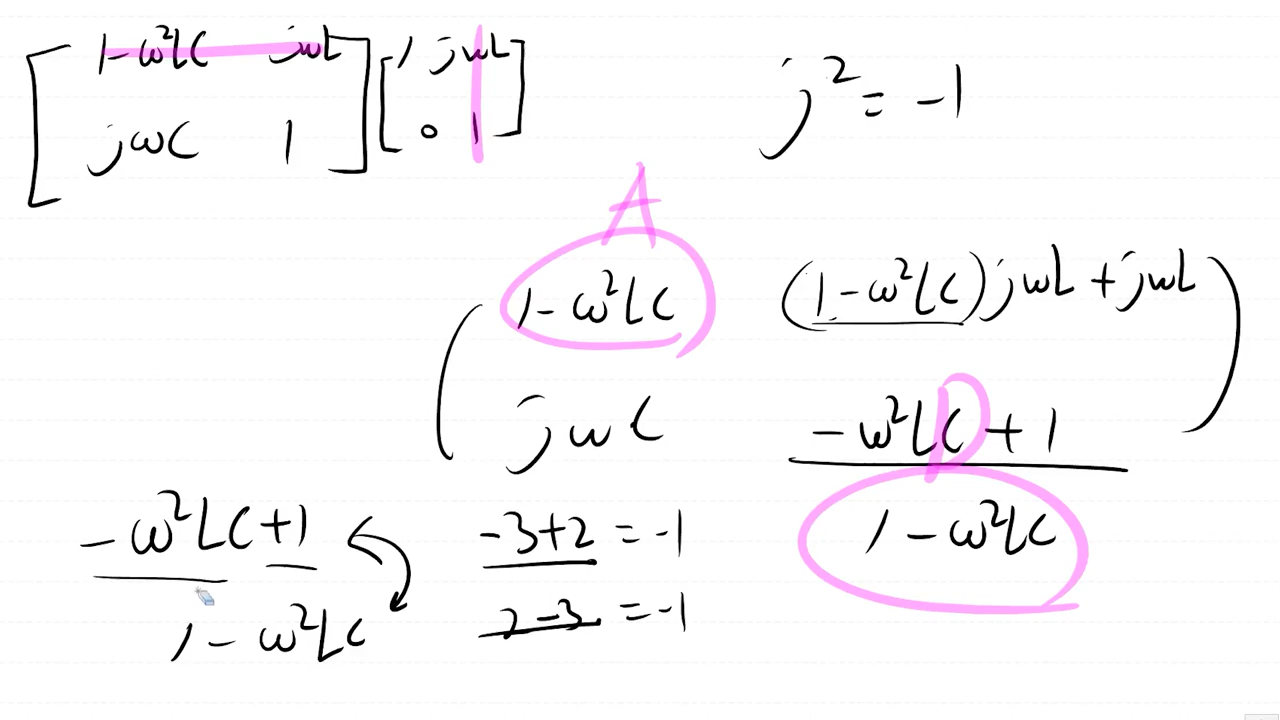 [ 1-ω²LC jωL ] [ 1 jωL ]
[ jωC 1 ] [ 0 1 ]
j² = -1
A
( 1-ω²LC (1-ω²LC)jωL + jωL )
( jωC -ω²LC + 1 )
D
1-ω²LC
-ω²LC+1
1-ω²LC
-3+2 = -1
2-3 = -1